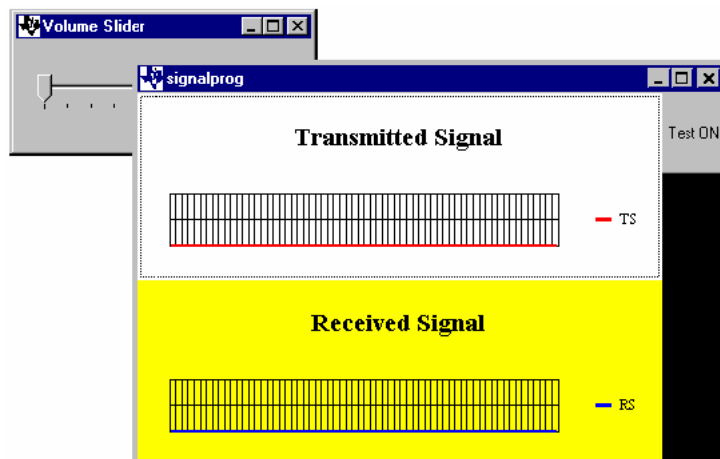 Volume Slider
signalprog
Transmitted Signal
Test ON
TS
Received Signal
RS